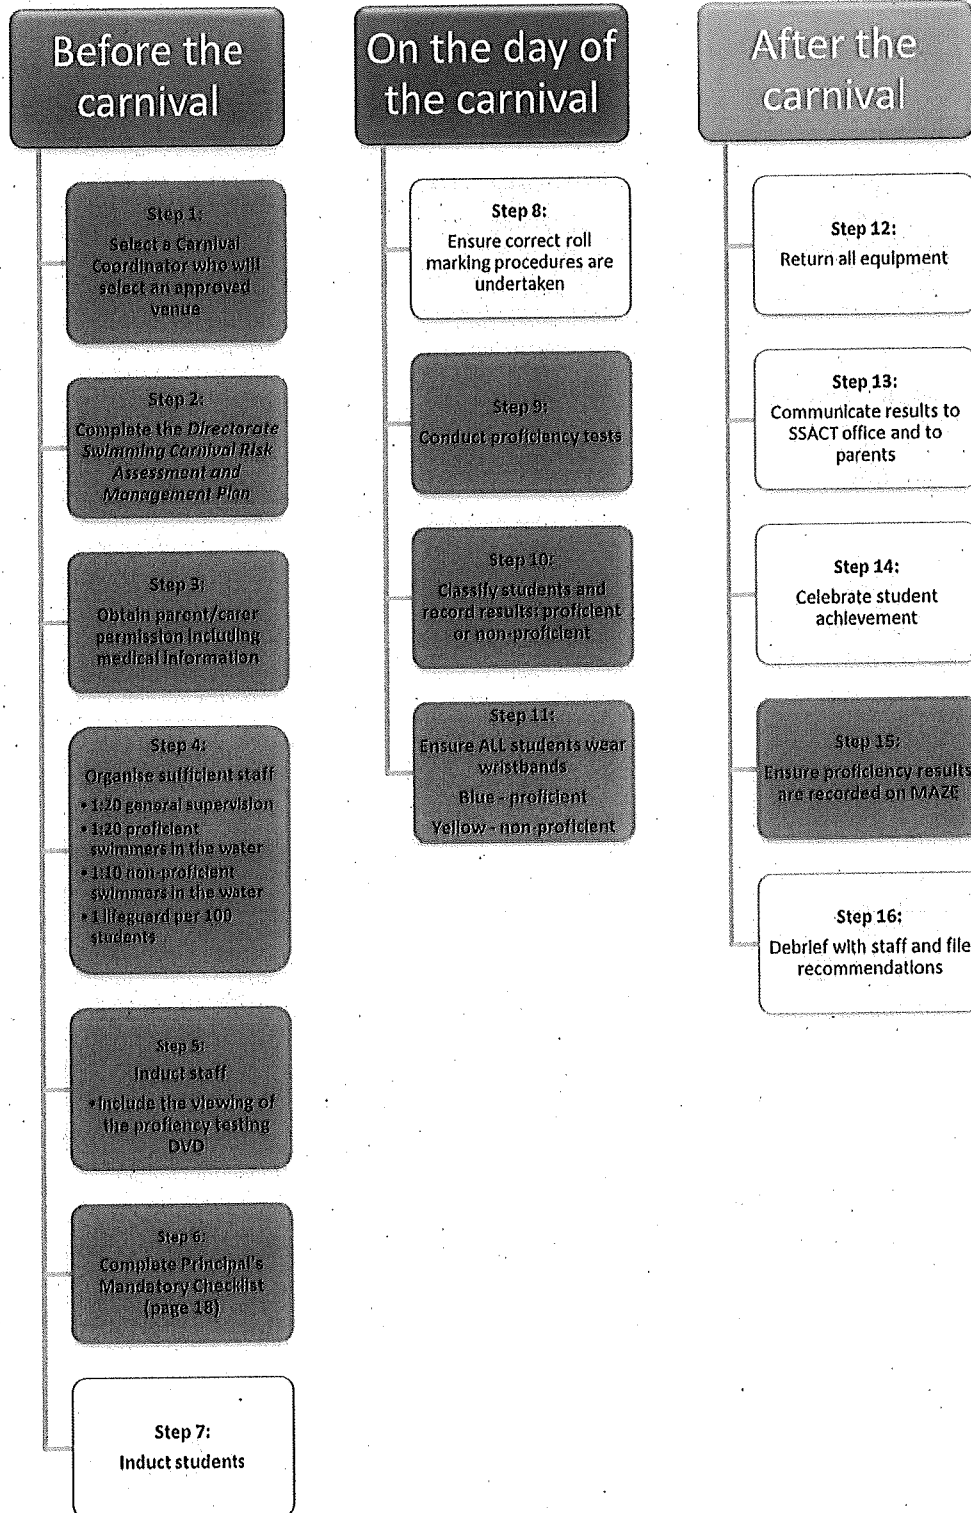 Before the
carnival
Step 1:
Select a Carnival
Coordinator who will
select an approved
venue
Step 2:
Complete the Directorate
Swimming Carnival Risk
Assessment and
Management Plan
Step 3:
Obtain parent/carer
permission including
medical information
Step 4:
Organise sufficient staff
• 1:20 general supervision
• 1:20 proficient
swimmers in the water
• 1:10 non-proficient
swimmers in the water
• 1 lifeguard per 100
students
Step 5:
Induct staff
• Include the viewing of
the profiency testing
DVD
Step 6:
Complete Principal's
Mandatory Checklist
(page 18)
Step 7:
Induct students
On the day of
the carnival
Step 8:
Ensure correct roll
marking procedures are
undertaken
Step 9:
Conduct proficiency tests
Step 10:
Classify students and
record results: proficient
or non-proficient
Step 11:
Ensure ALL students wear
wristbands
Blue - proficient
Yellow - non-proficient
After the
carnival
Step 12:
Return all equipment
Step 13:
Communicate results to
SSACT office and to
parents
Step 14:
Celebrate student
achievement
Step 15:
Ensure proficiency results
are recorded on MAZE
Step 16:
Debrief with staff and file
recommendations